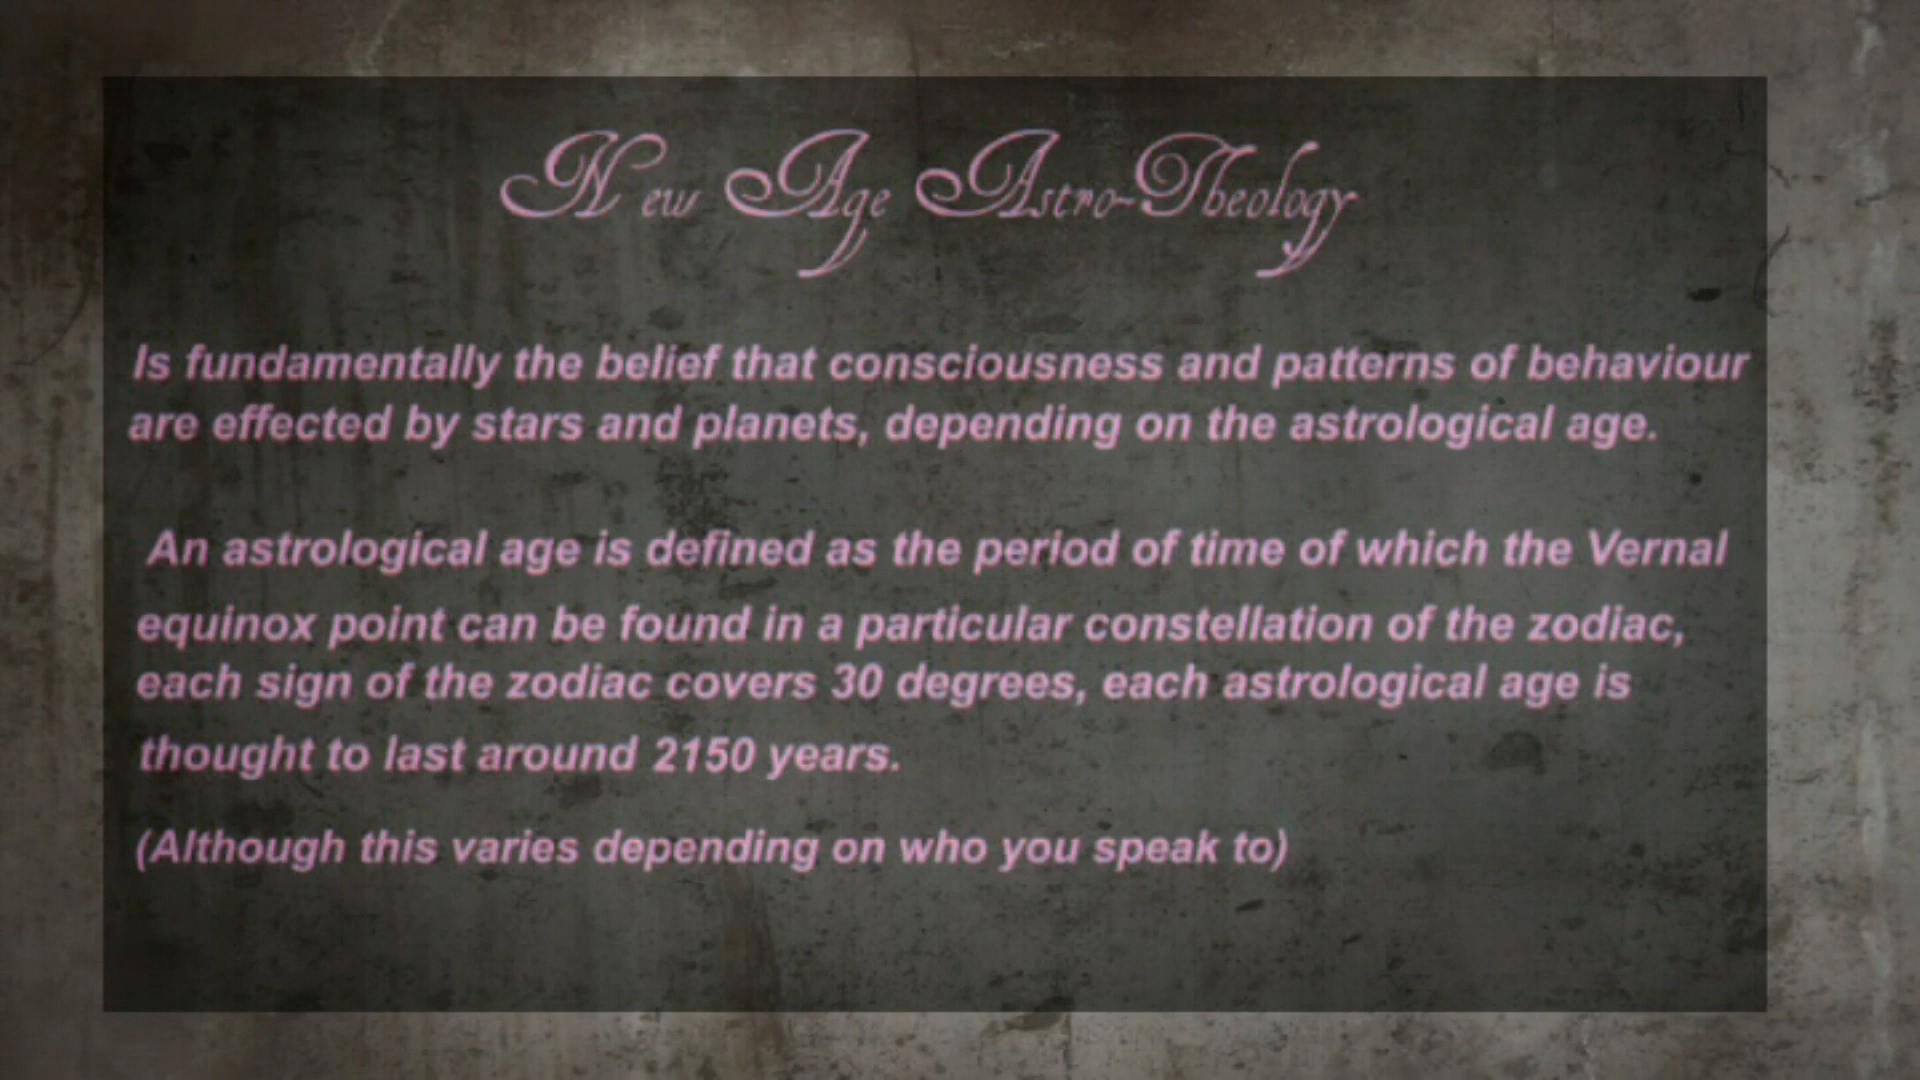 New Age Astro-Theology
Is fundamentally the belief that consciousness and patterns of behaviour
are effected by stars and planets, depending on the astrological age.
An astrological age is defined as the period of time of which the Vernal
equinox point can be found in a particular constellation of the zodiac,
each sign of the zodiac covers 30 degrees, each astrological age is
thought to last around 2150 years.
(Although this varies depending on who you speak to)